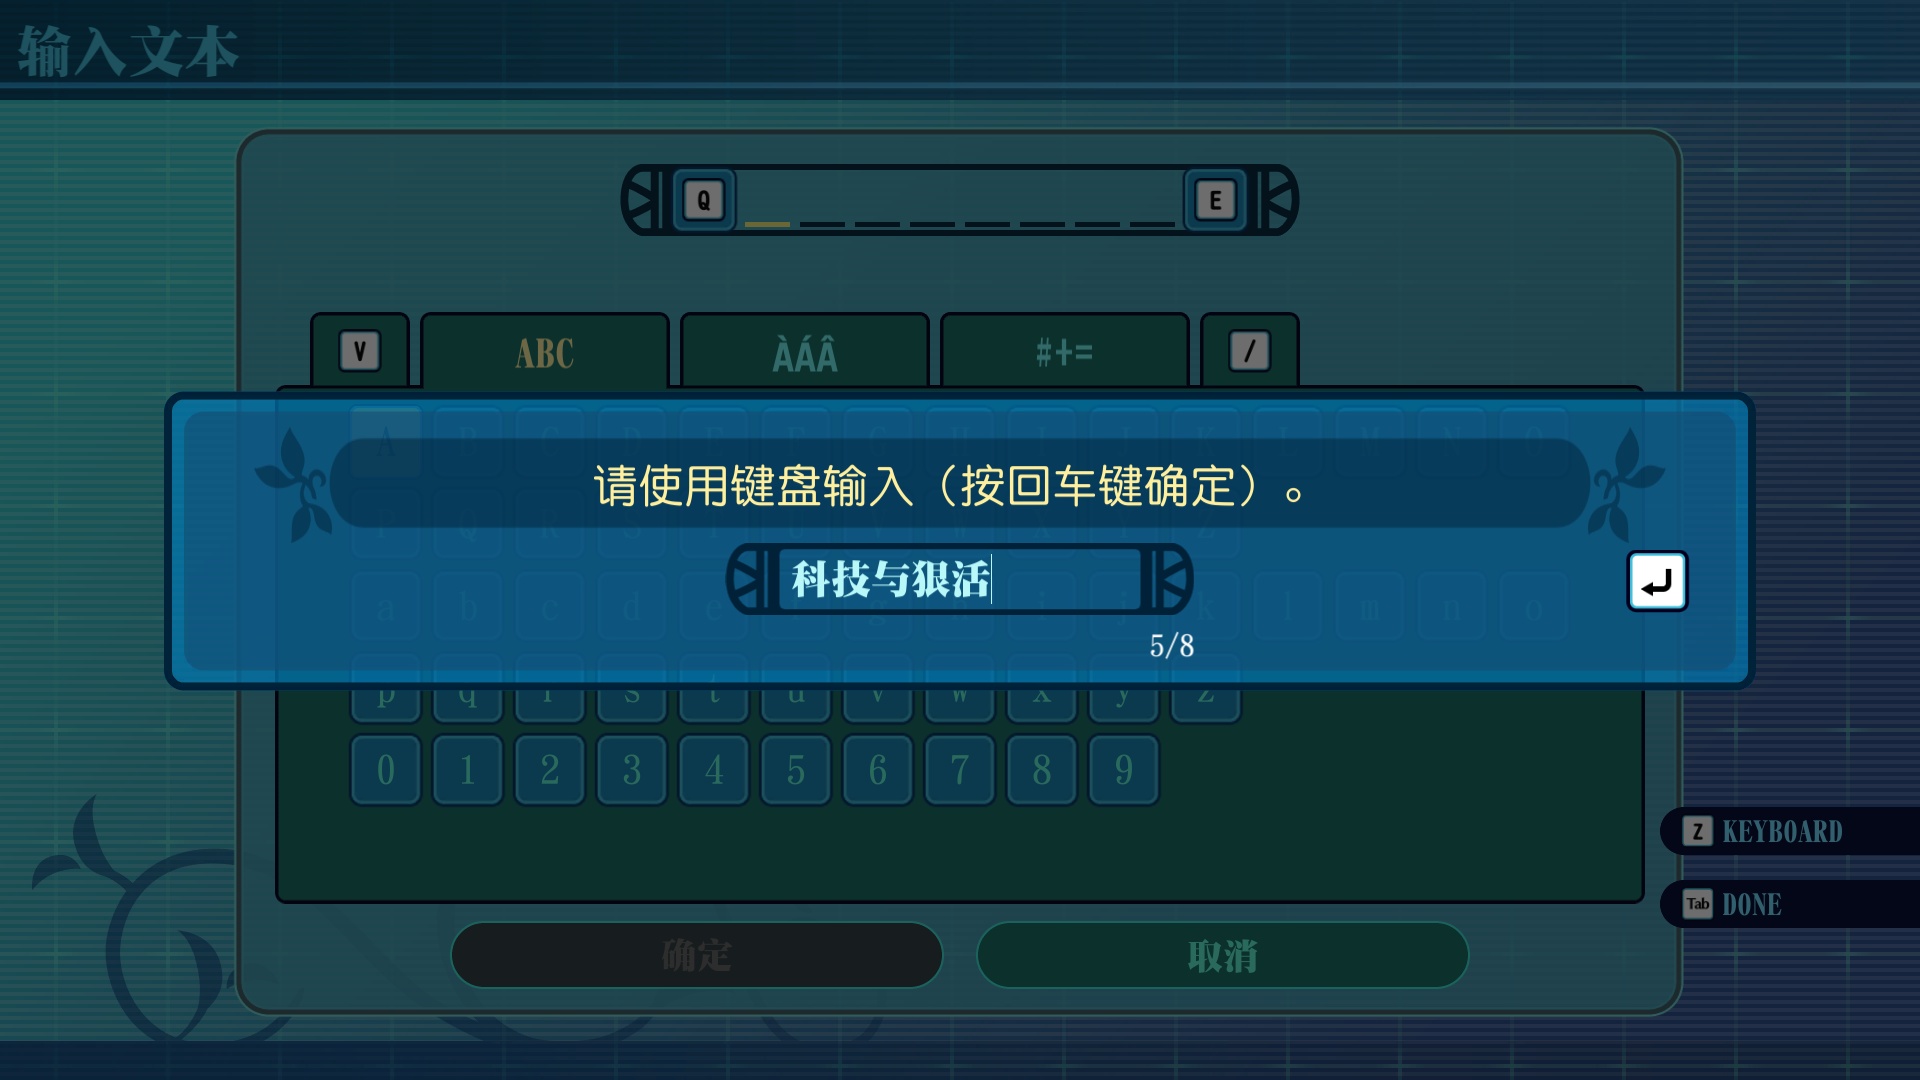 输入文本
Q E
V ABC ÀÁÂ #+= /
请使用键盘输入（按回车键确定）。
科技与狠活
5/8
a b c d e g i j k l m n o
p q r s t u v w x y z
0 1 2 3 4 5 6 7 8 9
Z KEYBOARD
Tab DONE
确定 取消